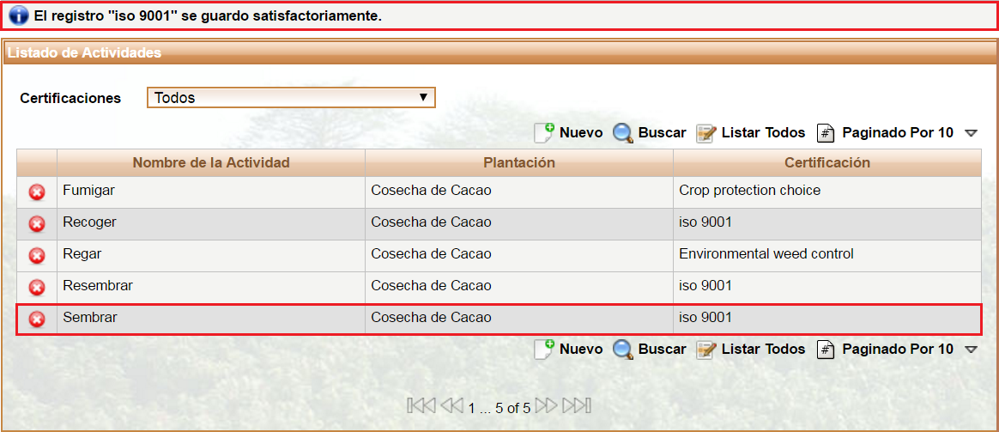 El registro "iso 9001" se guardo satisfactoriamente.
Listado de Actividades
Certificaciones Todos
Nuevo Buscar Listar Todos # Paginado Por 10
Nombre de la Actividad Plantación Certificación
Fumigar Cosecha de Cacao Crop protection choice
Recoger Cosecha de Cacao iso 9001
Regar Cosecha de Cacao Environmental weed control
Resembrar Cosecha de Cacao iso 9001
Sembrar Cosecha de Cacao iso 9001
Nuevo Buscar Listar Todos # Paginado Por 10
1 ... 5 of 5